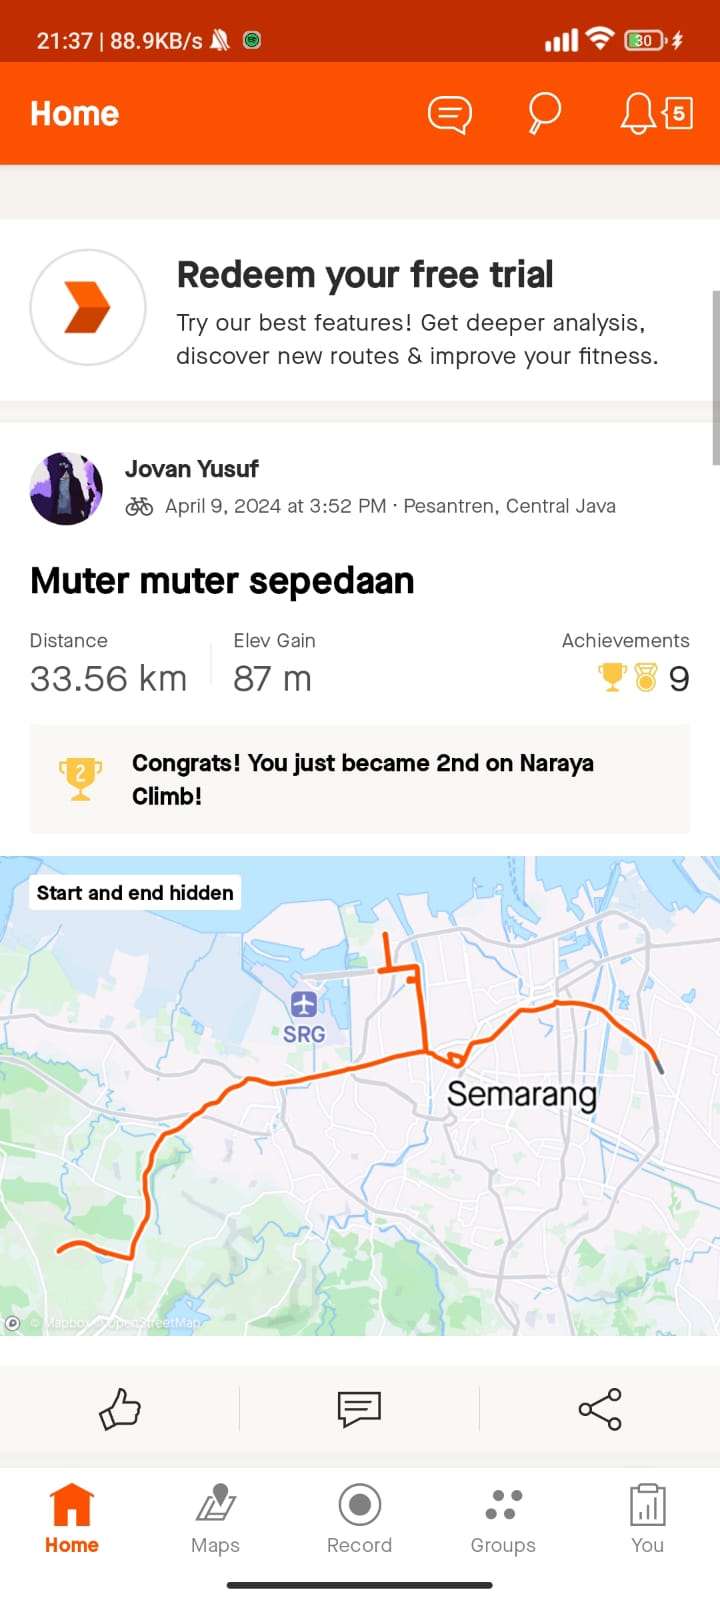 21:37 | 88.9KB/s 30
Home 5
Redeem your free trial
Try our best features! Get deeper analysis,
discover new routes & improve your fitness.
Jovan Yusuf
April 9, 2024 at 3:52 PM · Pesantren, Central Java
Muter muter sepedaan
Distance Elev Gain Achievements
33.56 km 87 m 9
2 Congrats! You just became 2nd on Naraya
Climb!
Start and end hidden
SRG
Semarang
© Mapbox © OpenStreetMap
Home Maps Record Groups You